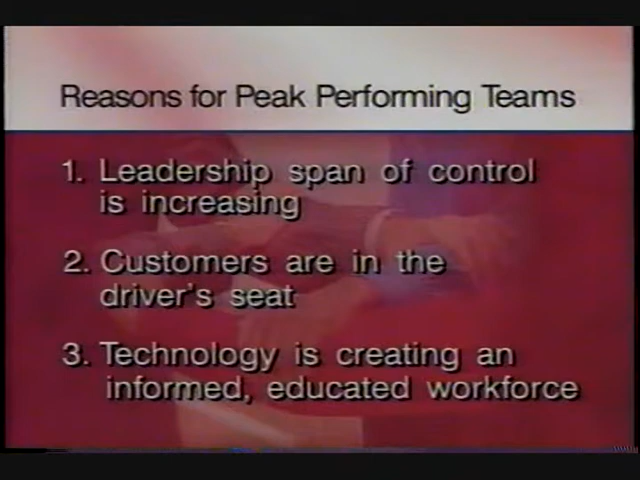 Reasons for Peak Performing Teams
1. Leadership span of control
is increasing
2. Customers are in the
driver's seat
3. Technology is creating an
informed, educated workforce